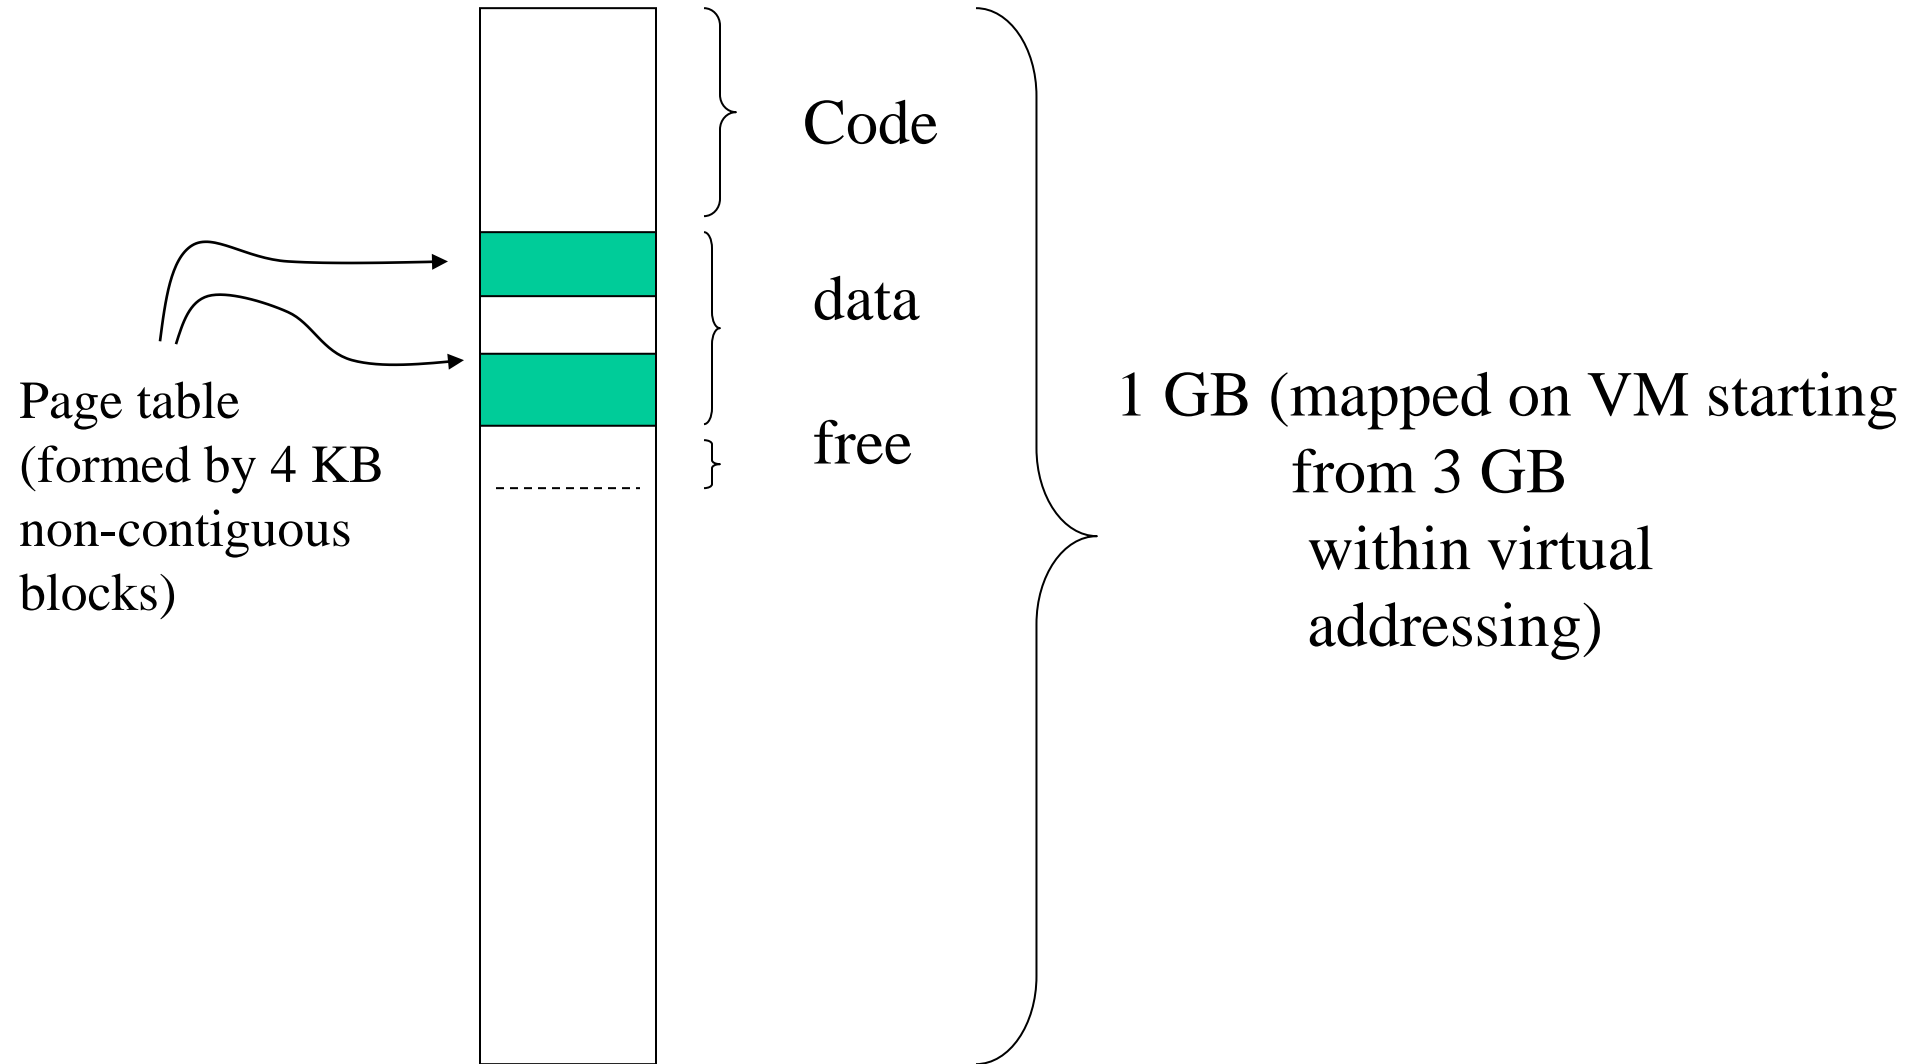 Code
data
free
Page table
(formed by 4 KB
non-contiguous
blocks)
1 GB (mapped on VM starting
from 3 GB
within virtual
addressing)